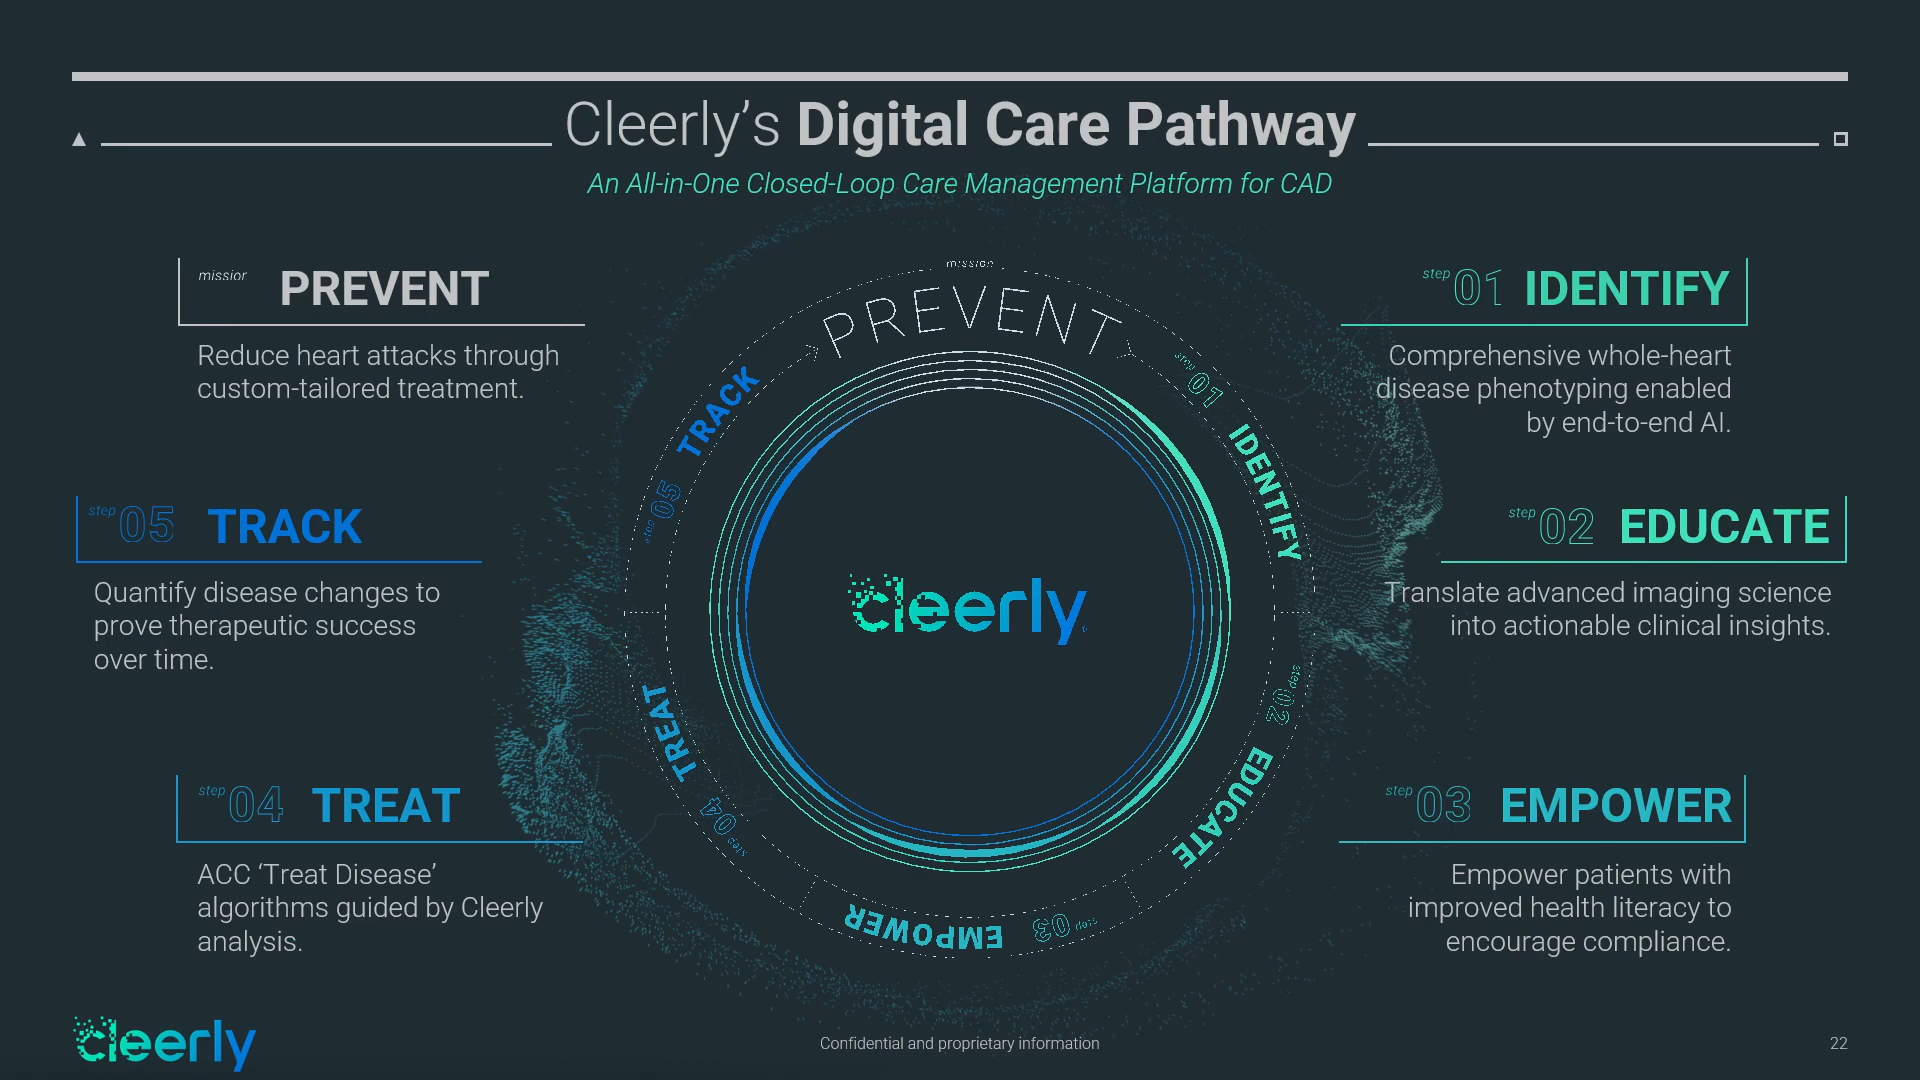 Cleerly’s Digital Care Pathway
An All-in-One Closed-Loop Care Management Platform for CAD
mission PREVENT
Reduce heart attacks through
custom-tailored treatment.
step 05 TRACK
Quantify disease changes to
prove therapeutic success
over time.
step 04 TREAT
ACC ‘Treat Disease’
algorithms guided by Cleerly
analysis.
mission
PREVENT
step 01 IDENTIFY
step 02 EDUCATE
step 03 EMPOWER
step 04 TREAT
step 05 TRACK
cleerly
step 01 IDENTIFY
Comprehensive whole-heart
disease phenotyping enabled
by end-to-end AI.
step 02 EDUCATE
Translate advanced imaging science
into actionable clinical insights.
step 03 EMPOWER
Empower patients with
improved health literacy to
encourage compliance.
cleerly
Confidential and proprietary information
22